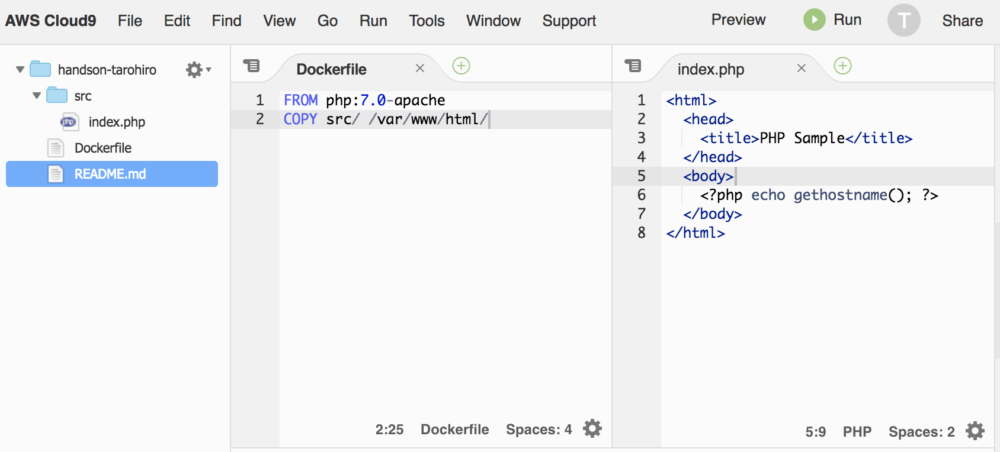 AWS Cloud9 File Edit Find View Go Run Tools Window Support Preview Run T Share
handson-tarohiro
src
php index.php
Dockerfile
README.md
Dockerfile
1 FROM php:7.0-apache
2 COPY src/ /var/www/html/
2:25 Dockerfile Spaces: 4
index.php
1 <html>
2   <head>
3     <title>PHP Sample</title>
4   </head>
5   <body>
6     <?php echo gethostname(); ?>
7   </body>
8 </html>
5:9 PHP Spaces: 2